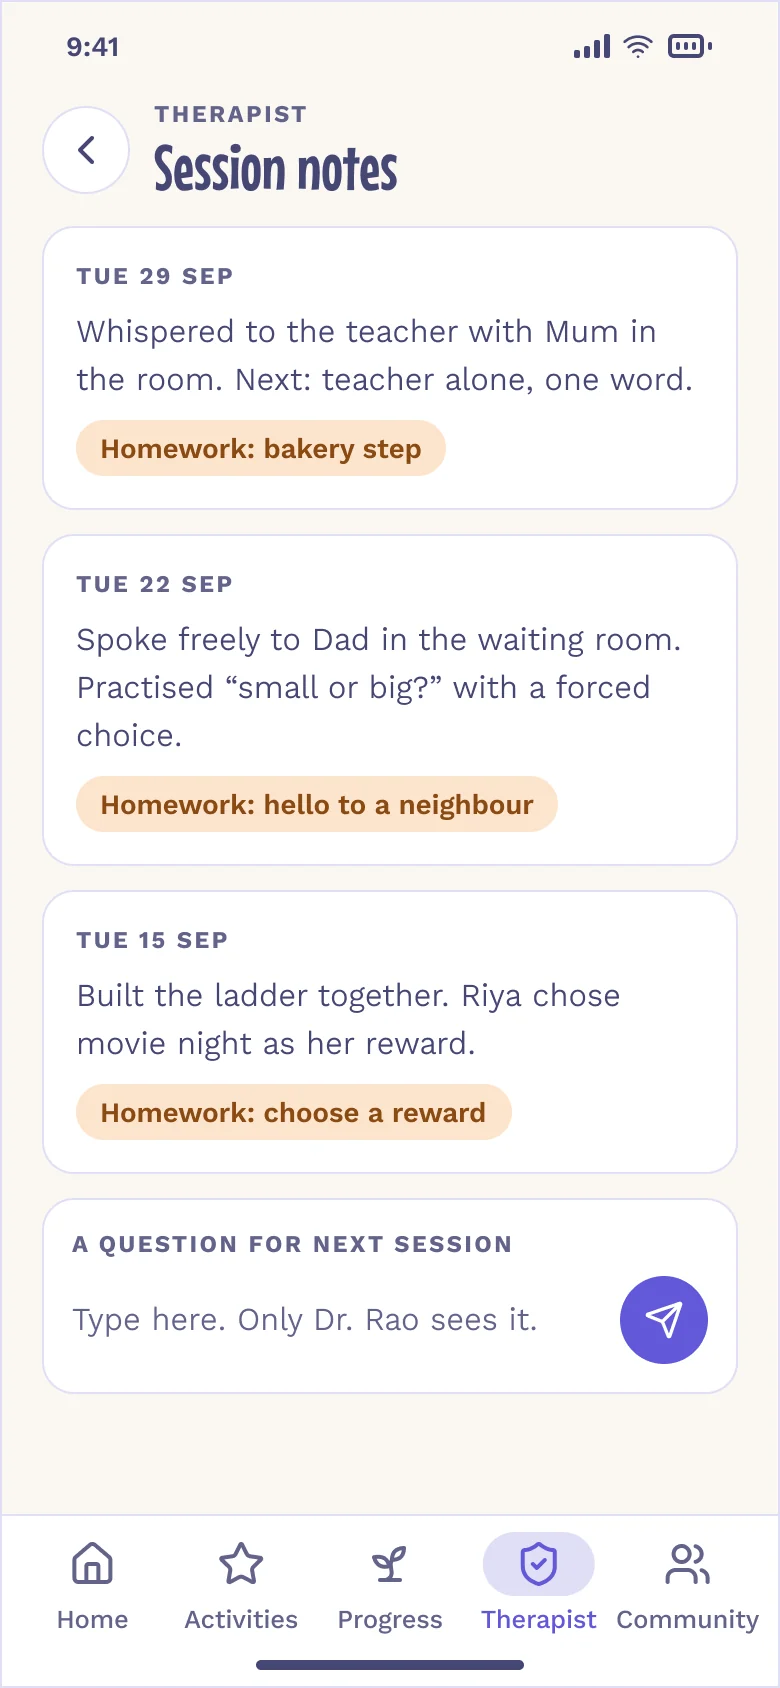 9:41
THERAPIST
Session notes
TUE 29 SEP
Whispered to the teacher with Mum in
the room. Next: teacher alone, one word.
Homework: bakery step
TUE 22 SEP
Spoke freely to Dad in the waiting room.
Practised “small or big?” with a forced
choice.
Homework: hello to a neighbour
TUE 15 SEP
Built the ladder together. Riya chose
movie night as her reward.
Homework: choose a reward
A QUESTION FOR NEXT SESSION
Type here. Only Dr. Rao sees it.
Home Activities Progress Therapist Community